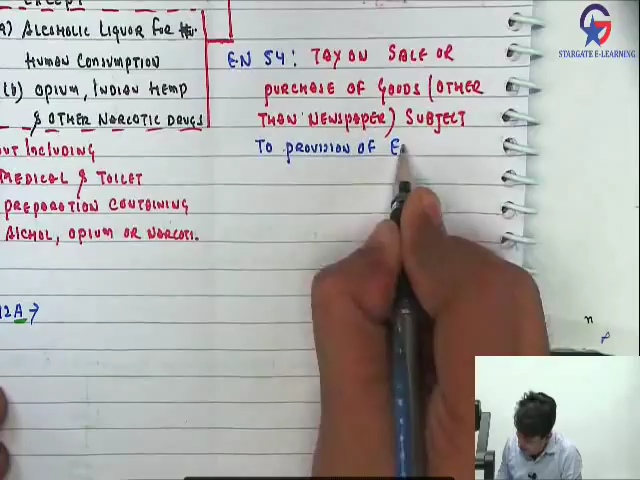 EXCEPT
A) ALCOHOLIC LIQUOR FOR
HUMAN CONSUMPTION
(b) OPIUM, INDIAN HEMP
& OTHER NARCOTIC DRUGS
BUT INCLUDING
MEDICAL & TOILET
PREPARATION CONTAINING
ALCHOL, OPIUM OR NARCOTI.
12A →
EN 54: TAX ON SALE OR
PURCHASE OF GOODS (OTHER
THAN NEWSPAPER) SUBJECT
TO PROVISION OF E
STARGATE E-LEARNING